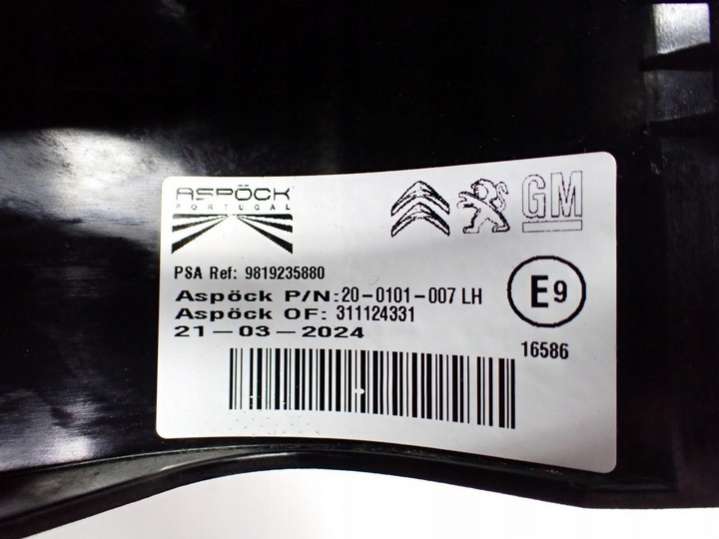 ASPÖCK
PORTUGAL
GM
PSA Ref: 9819235880
Aspöck P/N:20-0101-007 LH
Aspöck OF: 311124331
21-03-2024
E9
16586